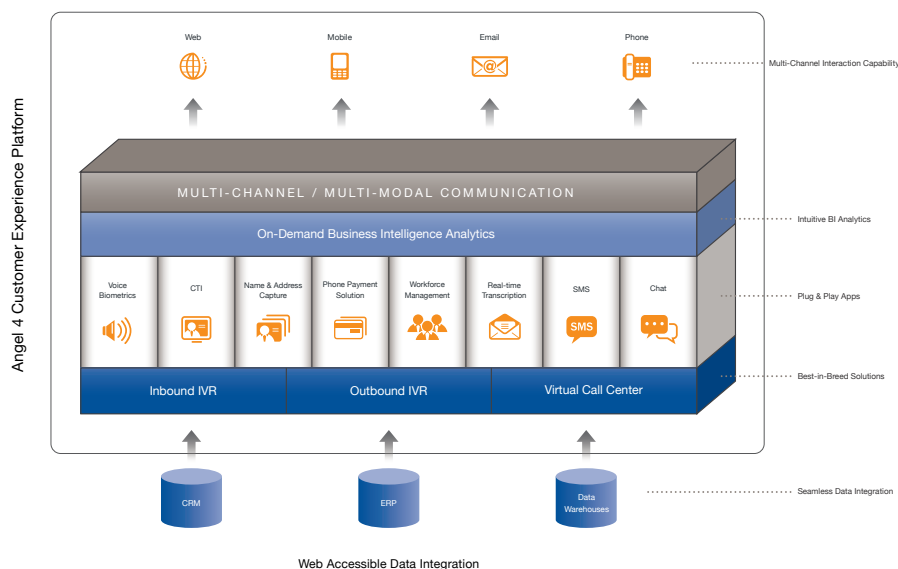 Web
Mobile
Email
Phone
Multi-Channel Interaction Capability
Angel 4 Customer Experience Platform
MULTI-CHANNEL / MULTI-MODAL COMMUNICATION
On-Demand Business Intelligence Analytics
Intuitive BI Analytics
Voice
Biometrics
CTI
Name & Address
Capture
Phone Payment
Solution
Workforce
Management
Real-time
Transcription
SMS
SMS
Chat
Plug & Play Apps
Inbound IVR
Outbound IVR
Virtual Call Center
Best-in-Breed Solutions
CRM
ERP
Data
Warehouses
Seamless Data Integration
Web Accessible Data Integration